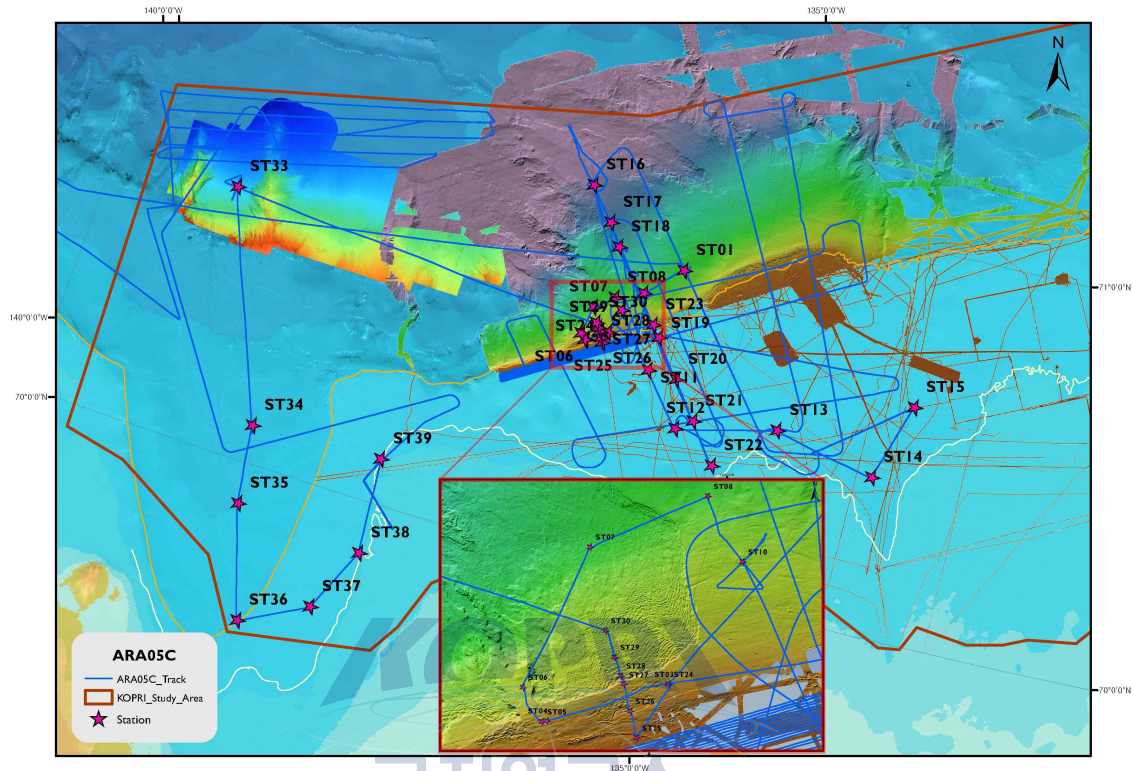 140°0'0"W
135°0'0"W
N
ST33
ST16
ST17
ST18
ST01
ST08
ST07
ST30
ST23
71°0'0"N
140°0'0"W
ST24
ST28
ST19
ST27
ST06
ST25
ST26
ST20
ST11
70°0'0"N
ST34
ST12
ST21
ST13
ST15
ST39
ST22
ST14
ST35
ST38
ST36
ST37
ST08
ST07
ST10
ST30
ST29
ST28
ST27
ST03
ST24
ST06
ST26
ST04
ST05
ST25
KOPRI
ARA05C
ARA05C_Track
KOPRI_Study_Area
Station
70°0'0"N
135°0'0"W